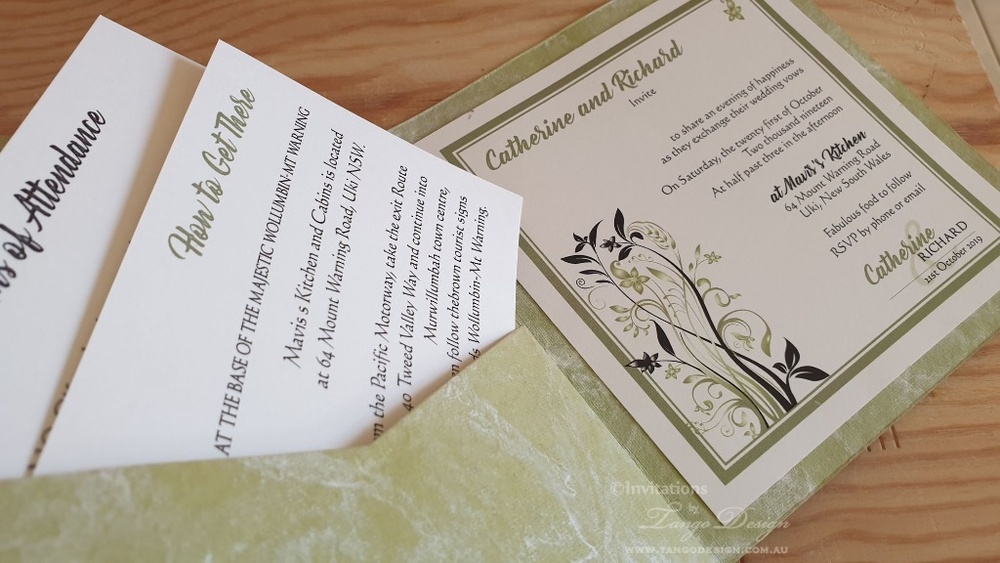 of Attendance
How to Get There
AT THE BASE OF THE MAJESTIC WOLLUMBIN-MT WARNING
Mavis s Kitchen and Cabins is located
at 64 Mount Warning Road, Uki NSW.
the Pacific Motorway, take the exit Route
40 Tweed Valley Way and continue into
Murwillumbah town centre,
follow thebrown tourist signs
Wollumbin-Mt Warning.
Catherine and Richard
Invite
to share an evening of happiness
as they exchange their wedding vows
On Saturday, the twenty first of October
Two thousand nineteen
At half past three in the afternoon
at Mavis's Kitchen
64 Mount Warning Road
Uki, New South Wales
Fabulous food to follow
RSVP by phone or email
Catherine
&
RICHARD
21st October 2019
©Invitations
by
Tango Design
WWW.TANGODESIGN.COM.AU